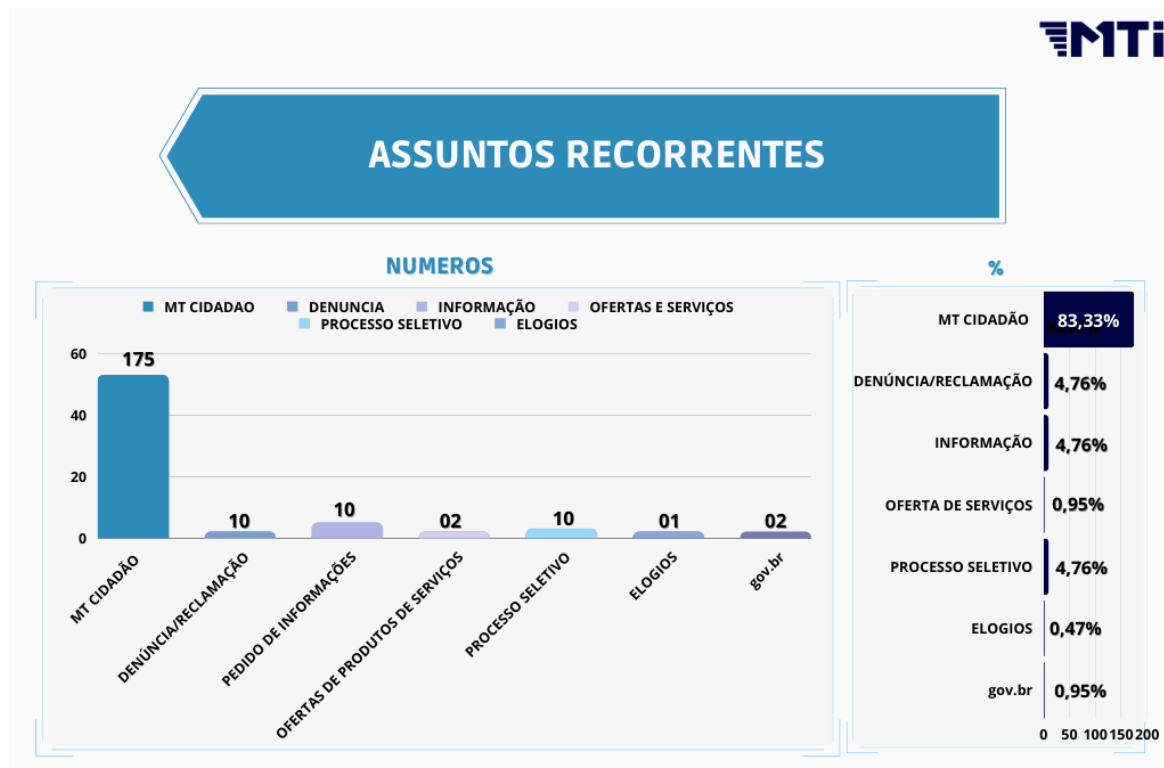 MTi
ASSUNTOS RECORRENTES
NUMEROS
MT CIDADAO DENUNCIA INFORMAÇÃO OFERTAS E SERVIÇOS
PROCESSO SELETIVO ELOGIOS
60
40
20
0
175
10
10
02
10
01
02
MT CIDADÃO
DENÚNCIA/RECLAMAÇÃO
PEDIDO DE INFORMAÇÕES
OFERTAS DE PRODUTOS DE SERVIÇOS
PROCESSO SELETIVO
ELOGIOS
gov.br
%
MT CIDADÃO 83,33%
DENÚNCIA/RECLAMAÇÃO 4,76%
INFORMAÇÃO 4,76%
OFERTA DE SERVIÇOS 0,95%
PROCESSO SELETIVO 4,76%
ELOGIOS 0,47%
gov.br 0,95%
0 50 100 150 200